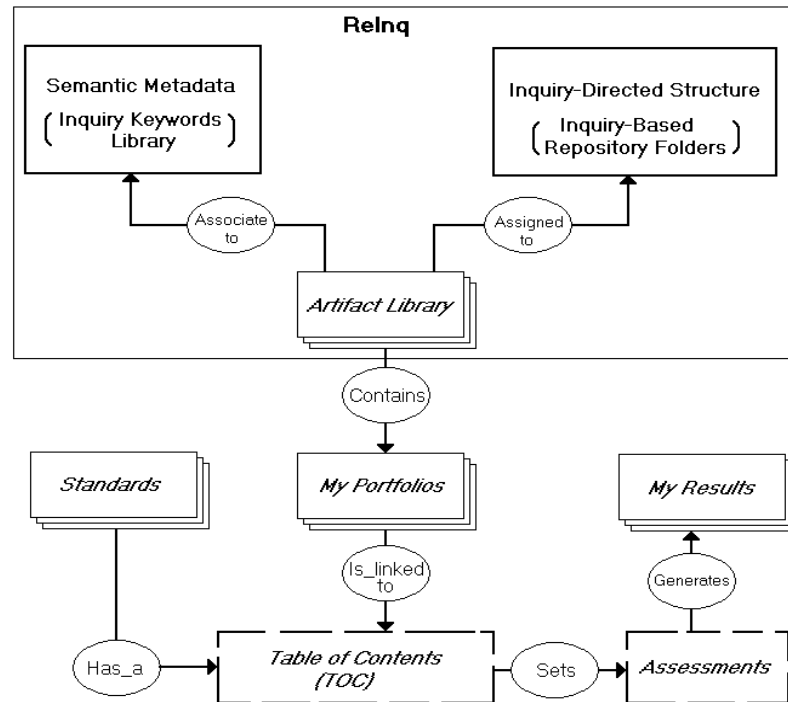 ReInq
Semantic Metadata
(Inquiry Keywords
Library)
Inquiry-Directed Structure
(Inquiry-Based
Repository Folders)
Associate
to
Assigned
to
Artifact Library
Contains
Standards
My Portfolios
My Results
Is_linked
to
Generates
Has_a
Table of Contents
(TOC)
Sets
Assessments